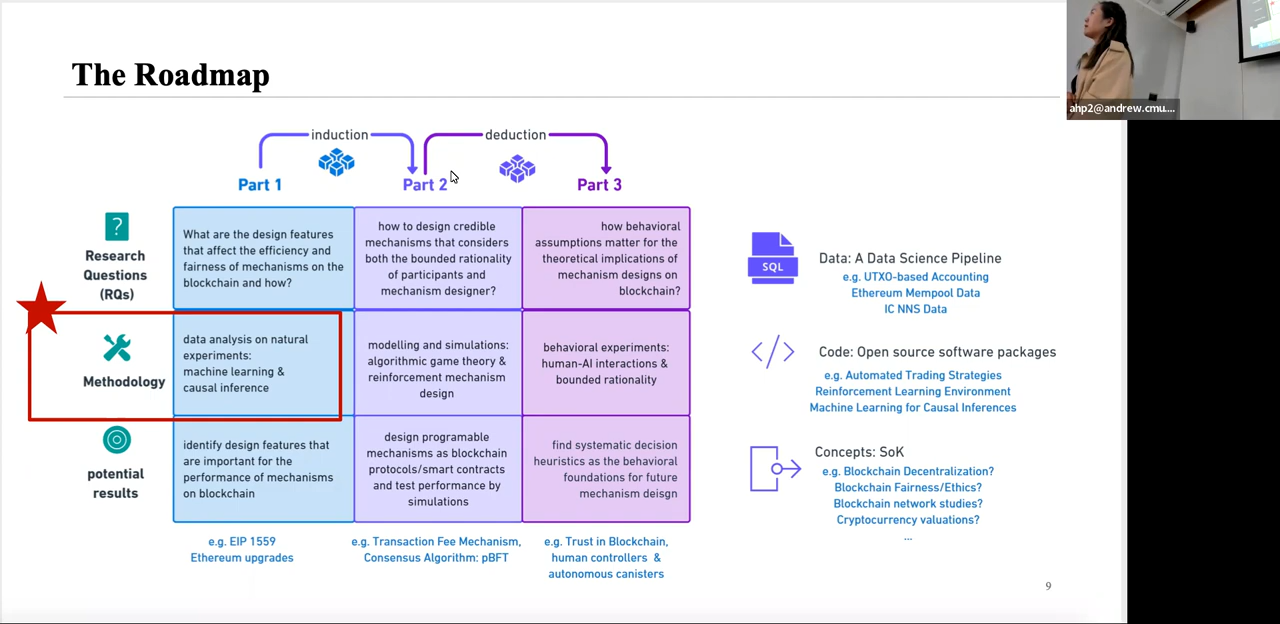 The Roadmap
ahp2@andrew.cmu....
induction
deduction
Part 1
Part 2
Part 3
?
Research
Questions
(RQs)
What are the design features
that affect the efficiency and
fairness of mechanisms on the
blockchain and how?
how to design credible
mechanisms that considers
both the bounded rationality
of participants and
mechanism designer?
how behavioral
assumptions matter for the
theoretical implications of
mechanism designs on
blockchain?
Methodology
data analysis on natural
experiments:
machine learning &
causal inference
modelling and simulations:
algorithmic game theory &
reinforcement mechanism
design
behavioral experiments:
human-AI interactions &
bounded rationality
potential
results
identify design features that
are important for the
performance of mechanisms
on blockchain
design programable
mechanisms as blockchain
protocols/smart contracts
and test performance by
simulations
find systematic decision
heuristics as the behavioral
foundations for future
mechanism deisgn
e.g. EIP 1559
Ethereum upgrades
e.g. Transaction Fee Mechanism,
Consensus Algorithm: pBFT
e.g. Trust in Blockchain,
human controllers &
autonomous canisters
SQL
Data: A Data Science Pipeline
e.g. UTXO-based Accounting
Ethereum Mempool Data
IC NNS Data
</>
Code: Open source software packages
e.g. Automated Trading Strategies
Reinforcement Learning Environment
Machine Learning for Causal Inferences
Concepts: SoK
e.g. Blockchain Decentralization?
Blockchain Fairness/Ethics?
Blockchain network studies?
Cryptocurrency valuations?
...
9